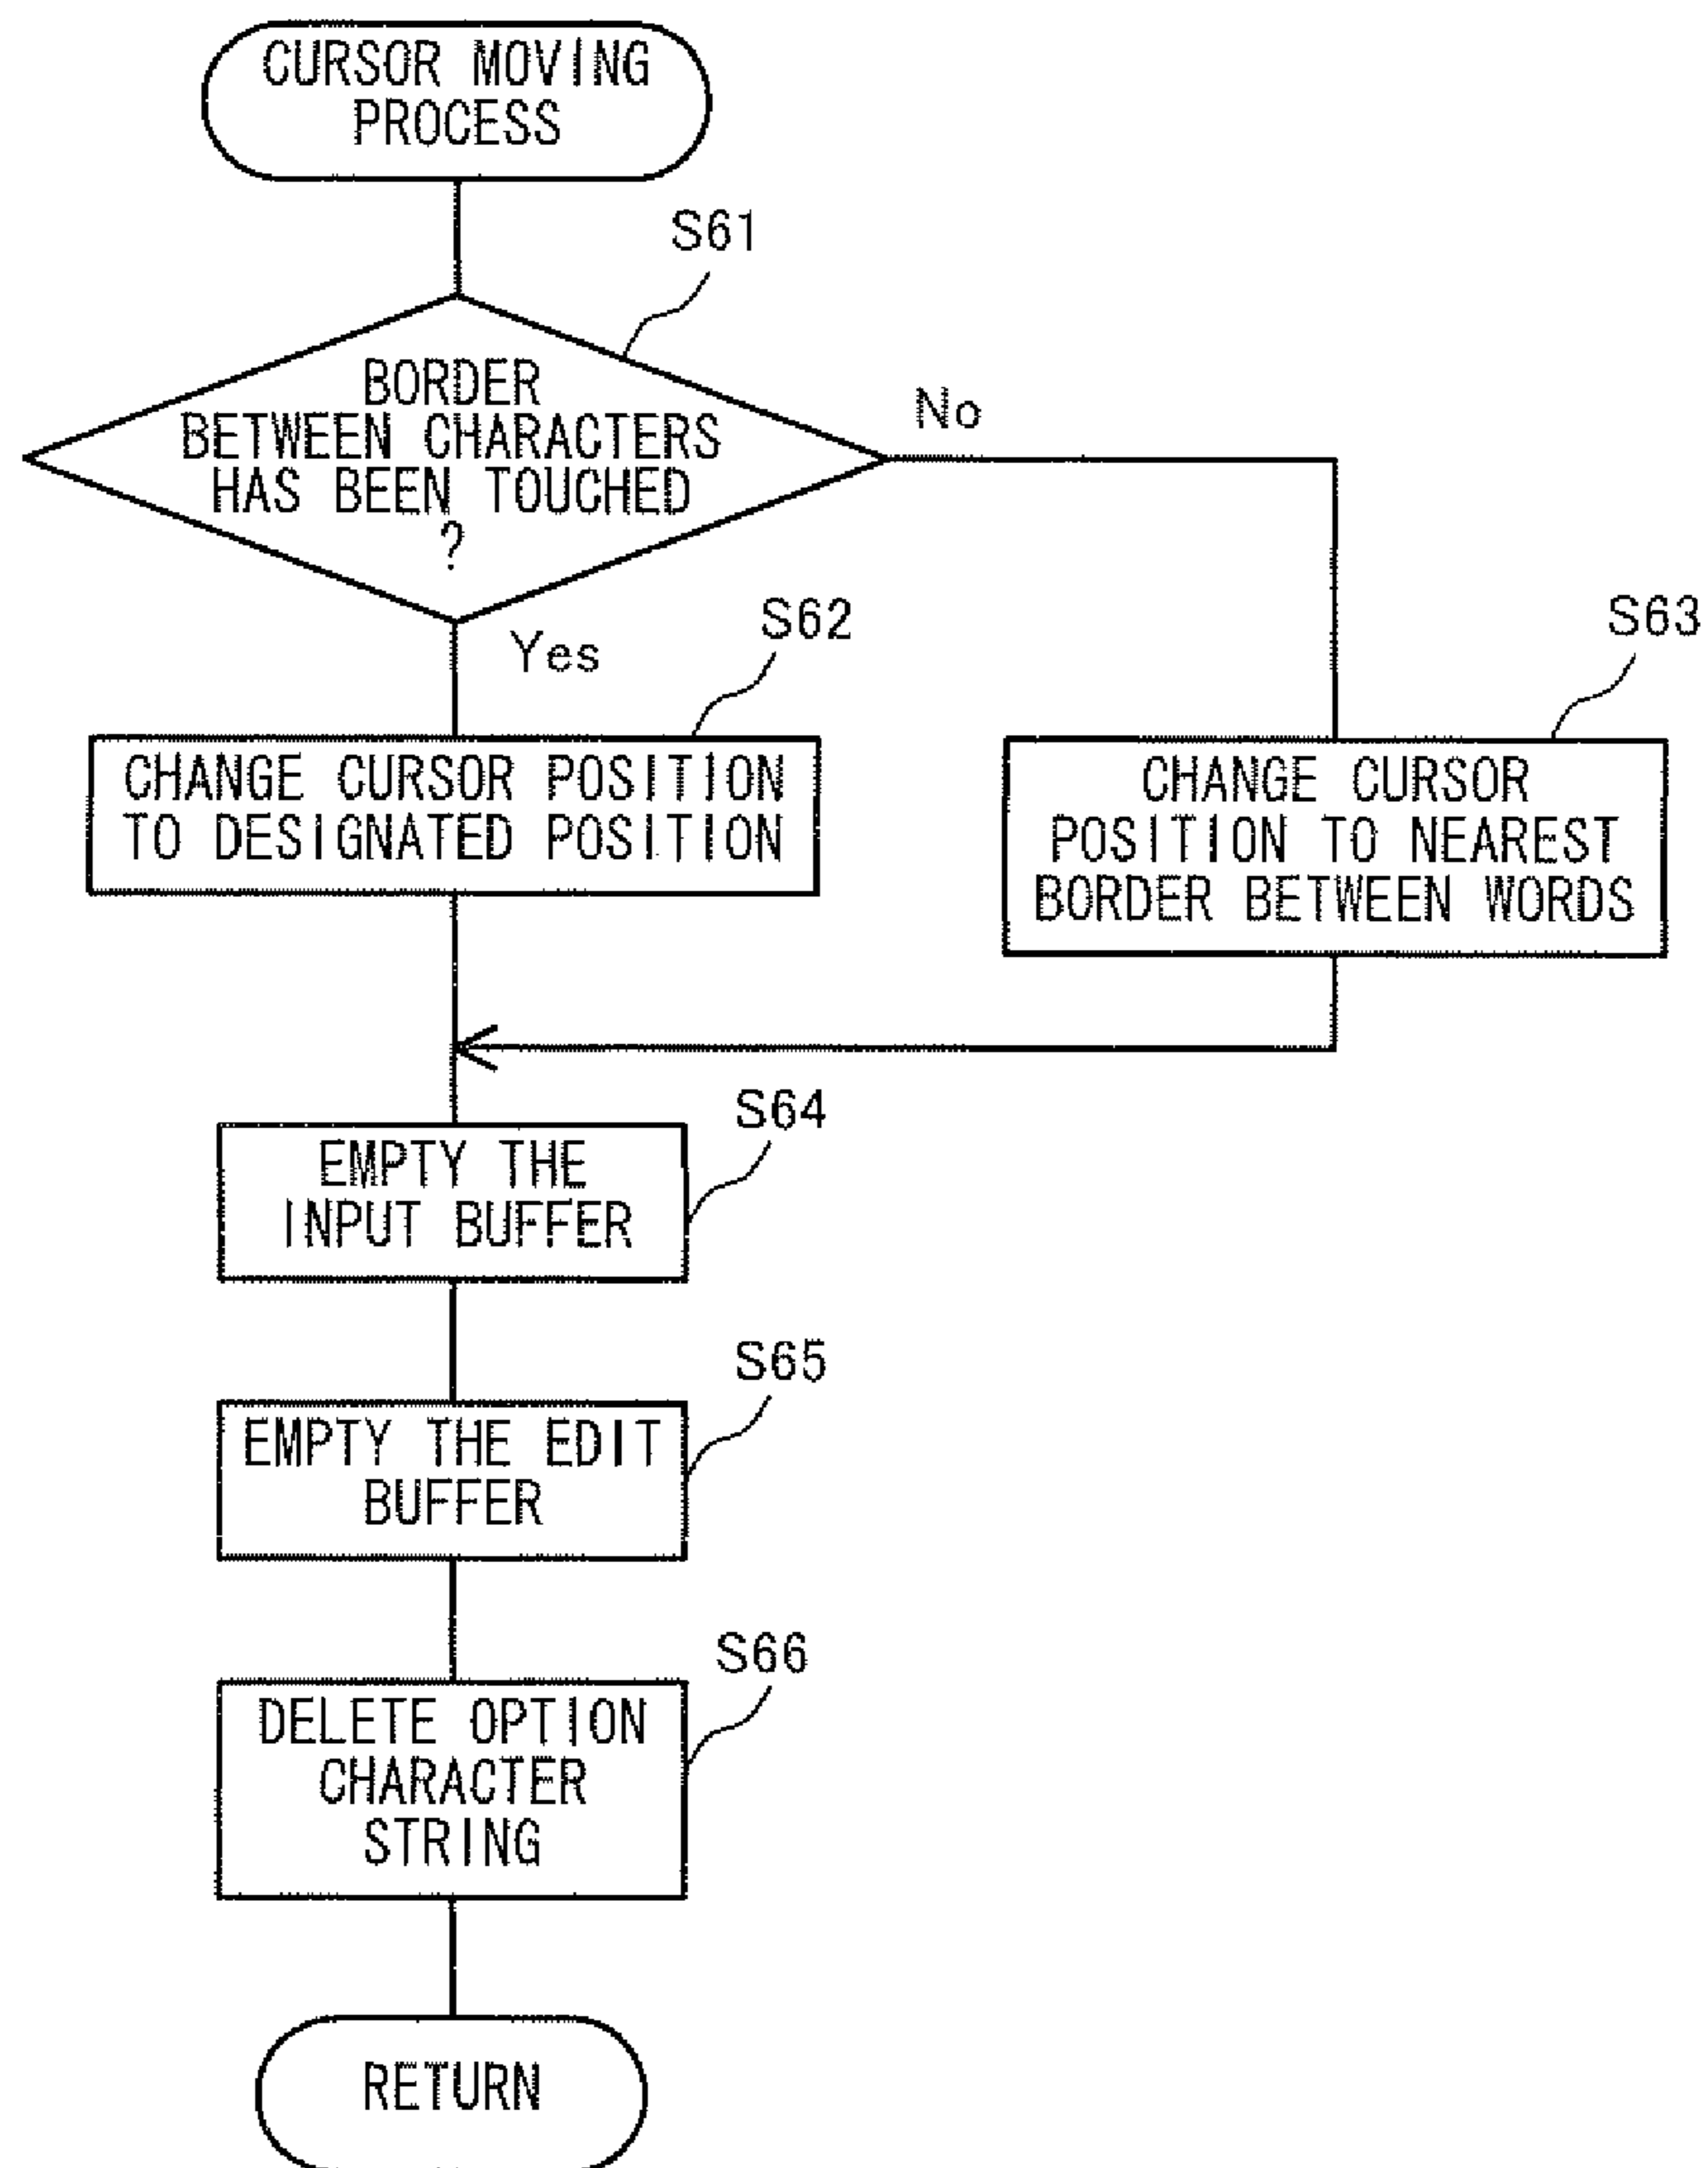 CURSOR MOVING
PROCESS
S61
BORDER
BETWEEN CHARACTERS
HAS BEEN TOUCHED
?
No
Yes
S62
CHANGE CURSOR POSITION
TO DESIGNATED POSITION
S63
CHANGE CURSOR
POSITION TO NEAREST
BORDER BETWEEN WORDS
S64
EMPTY THE
INPUT BUFFER
S65
EMPTY THE EDIT
BUFFER
S66
DELETE OPTION
CHARACTER
STRING
RETURN